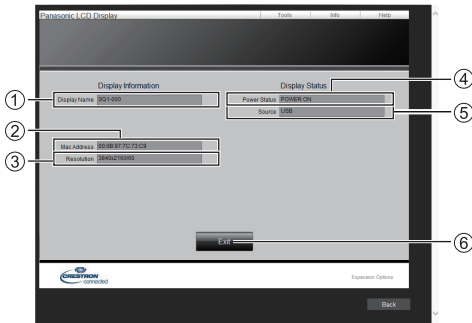 Panasonic LCD Display Tools Info Help
Display Information Display Status
④
① Display Name SQ1-000 Power Status POWER ON
Source USB ⑤
②
Mac Address 00:0B:97:7C:73:C9
③ Resolution 3840x2160/60
Exit ⑥
CRESTRON connected Expansion Options
Back